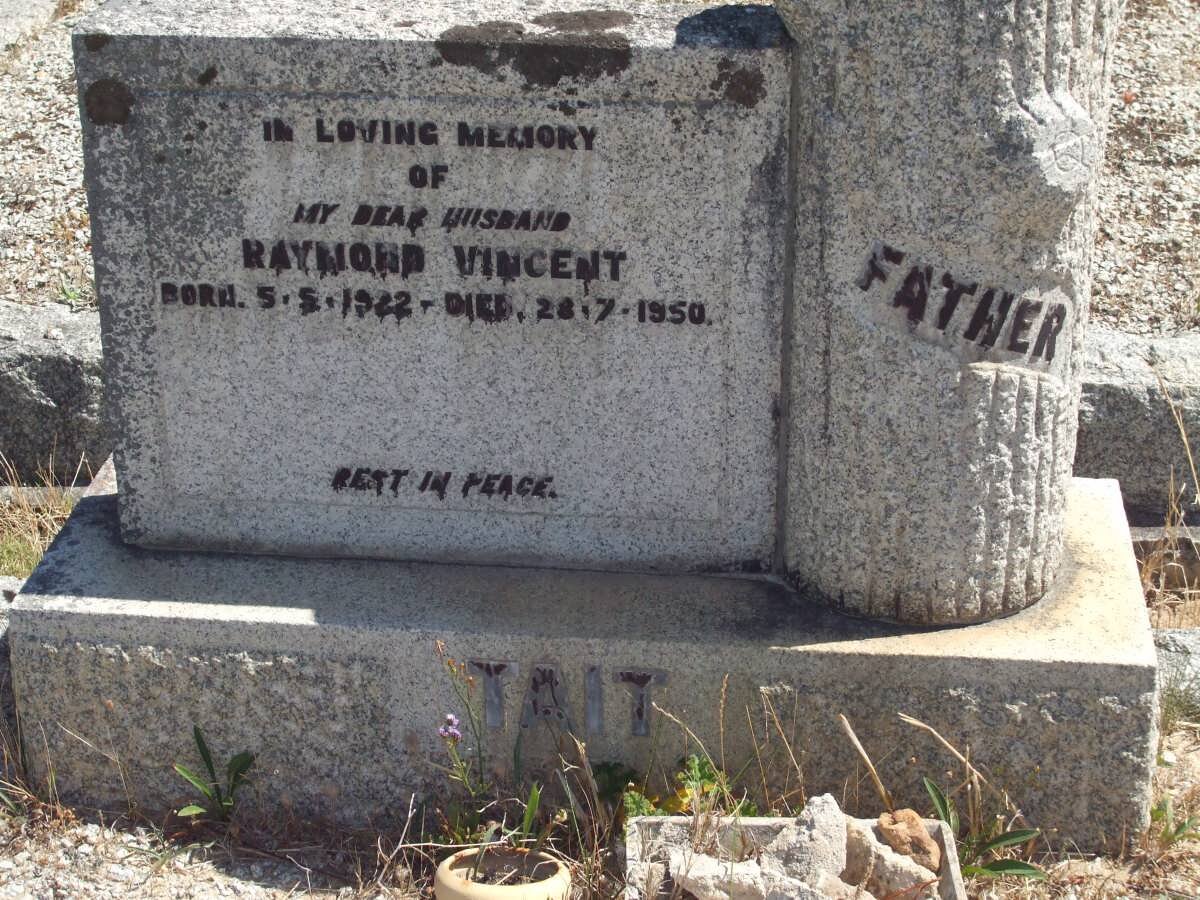 IN LOVING MEMORY
OF
MY DEAR HUSBAND
RAYMOND VINCENT
BORN. 5·5·1922 - DIED. 28·7·1950.
REST IN PEACE.
FATHER
TAIT